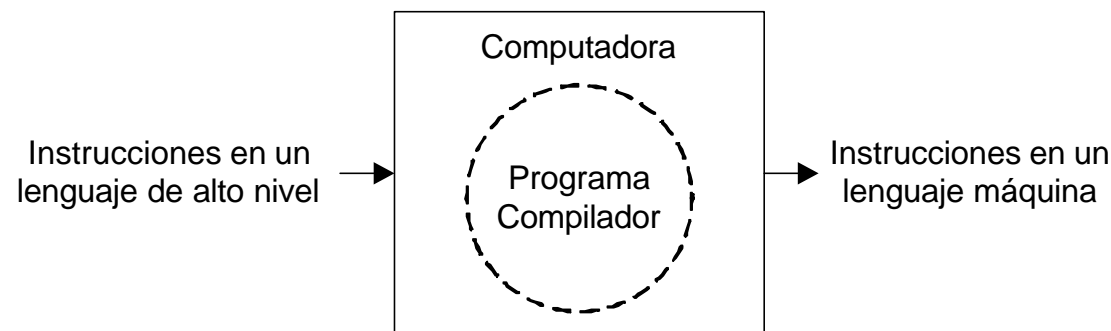 Computadora
Instrucciones en un
lenguaje de alto nivel
Programa
Compilador
Instrucciones en un
lenguaje máquina